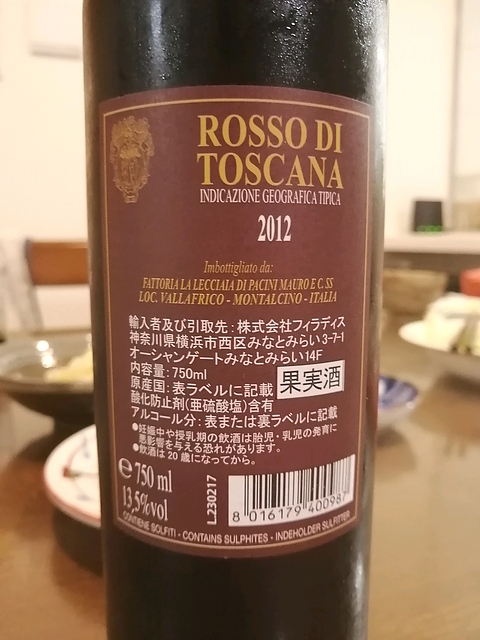 ROSSO DI
TOSCANA
INDICAZIONE GEOGRAFICA TIPICA
2012
Imbottigliato da:
FATTORIA LA LECCIAIA DI PACINI MAURO E C. SS
LOC. VALLAFRICO - MONTALCINO - ITALIA
輸入者及び引取先:株式会社フィラディス
神奈川県横浜市西区みなとみらい3-7-1
オーシャンゲートみなとみらい14F
内容量:750ml
原産国:表ラベルに記載
果実酒
酸化防止剤(亜硫酸塩)含有
アルコール分:表または裏ラベルに記載
●妊娠中や授乳期の飲酒は胎児・乳児の発育に
悪影響を与える恐れがあります。
●飲酒は20歳になってから。
e 750 ml
13,5%vol
L.230217
8 016179 400987
CONTIENE SOLFITI - CONTAINS SULPHITES - INDEHOLDER SULFITTER